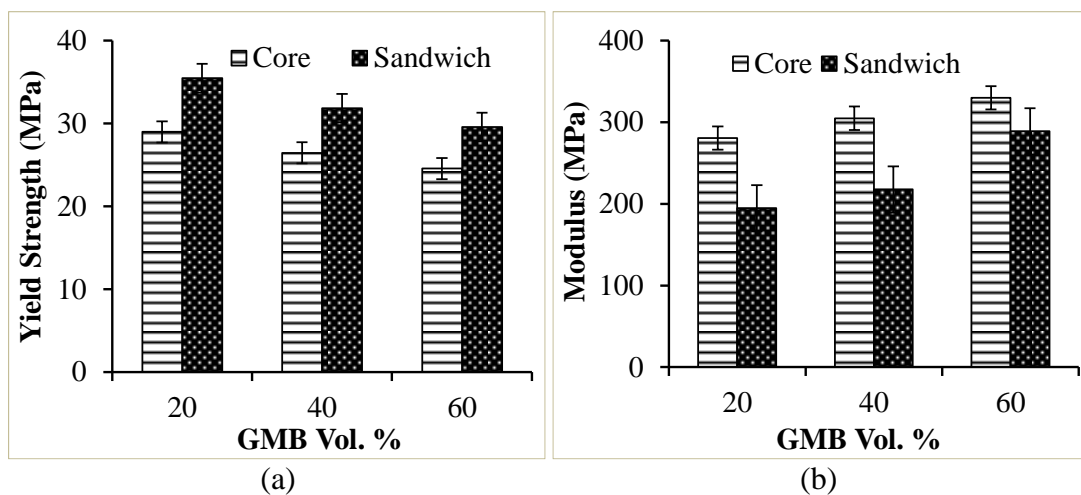 40
30
20
10
0
Yield Strength (MPa)
Core
Sandwich
20
40
60
GMB Vol. %
(a)
400
300
200
100
0
Modulus (MPa)
Core
Sandwich
20
40
60
GMB Vol. %
(b)